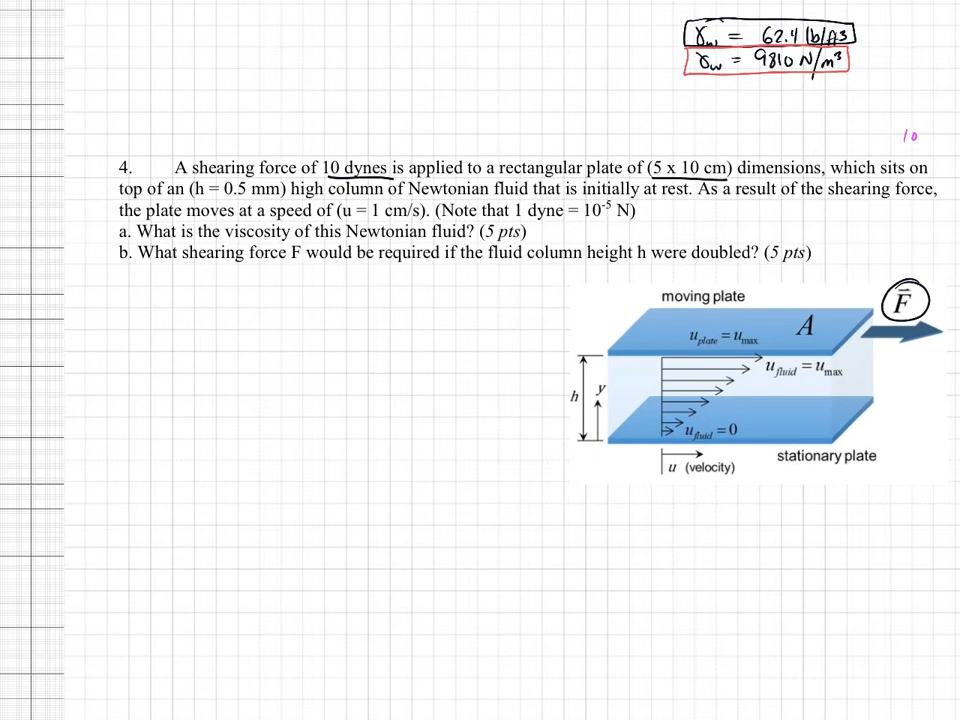 γw = 62.4 lb/ft3
γw = 9810 N/m³
10
4. A shearing force of 10 dynes is applied to a rectangular plate of (5 x 10 cm) dimensions, which sits on
top of an (h = 0.5 mm) high column of Newtonian fluid that is initially at rest. As a result of the shearing force,
the plate moves at a speed of (u = 1 cm/s). (Note that 1 dyne = 10⁻⁵ N)
a. What is the viscosity of this Newtonian fluid? (5 pts)
b. What shearing force F would be required if the fluid column height h were doubled? (5 pts)
moving plate
F⃗
A
u plate = u max
u fluid = u max
h
y
u fluid = 0
stationary plate
u (velocity)